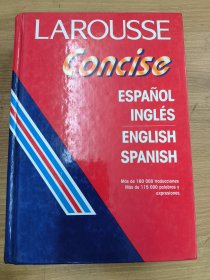 LAROUSSE
Concise
ESPAÑOL
INGLÉS
ENGLISH
SPANISH
Más de 160 000 traducciones
Más de 115 000 palabras y
expresiones